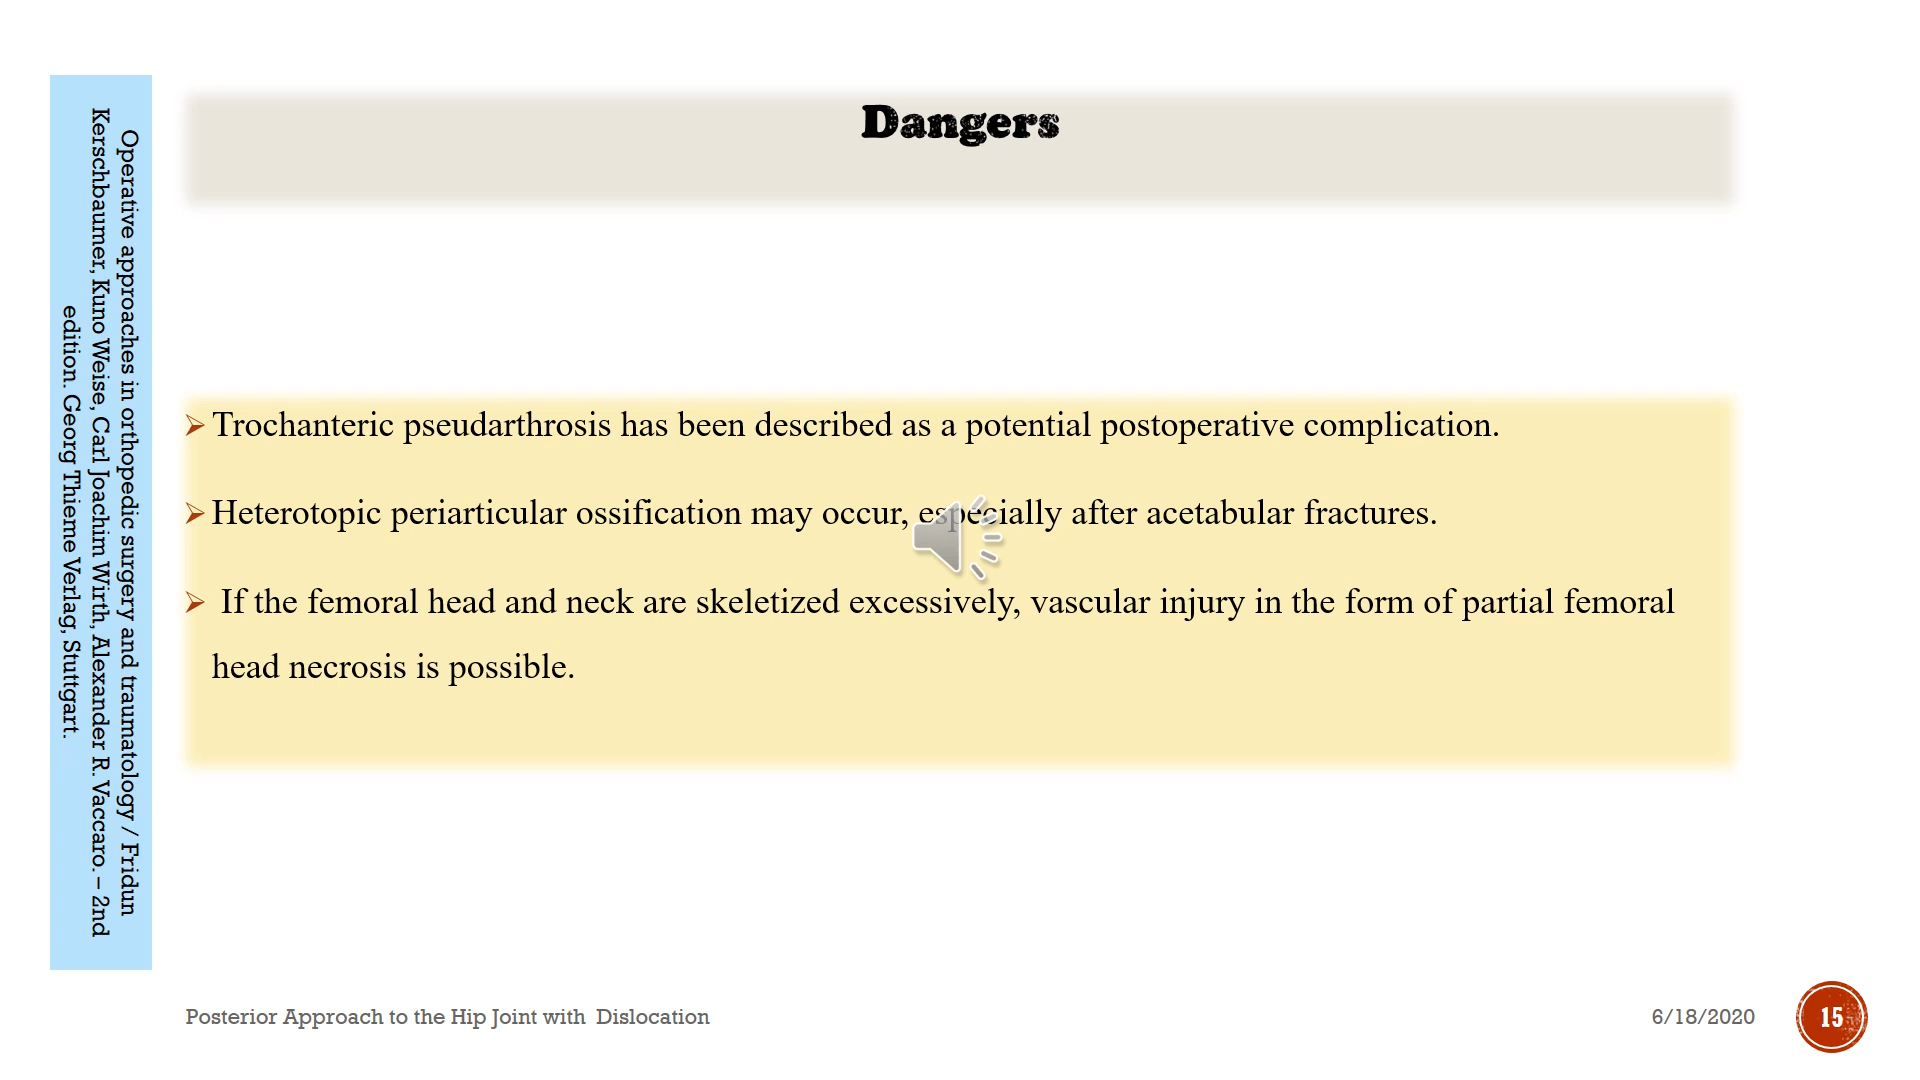 Dangers
Operative approaches in orthopedic surgery and traumatology / Fridun
Kerschbaumer, Kuno Weise, Carl Joachim Wirth, Alexander R. Vaccaro. – 2nd
edition. Georg Thieme Verlag, Stuttgart.
➢ Trochanteric pseudarthrosis has been described as a potential postoperative complication.
➢ Heterotopic periarticular ossification may occur, especially after acetabular fractures.
➢ If the femoral head and neck are skeletized excessively, vascular injury in the form of partial femoral
head necrosis is possible.
Posterior Approach to the Hip Joint with Dislocation
6/18/2020
15